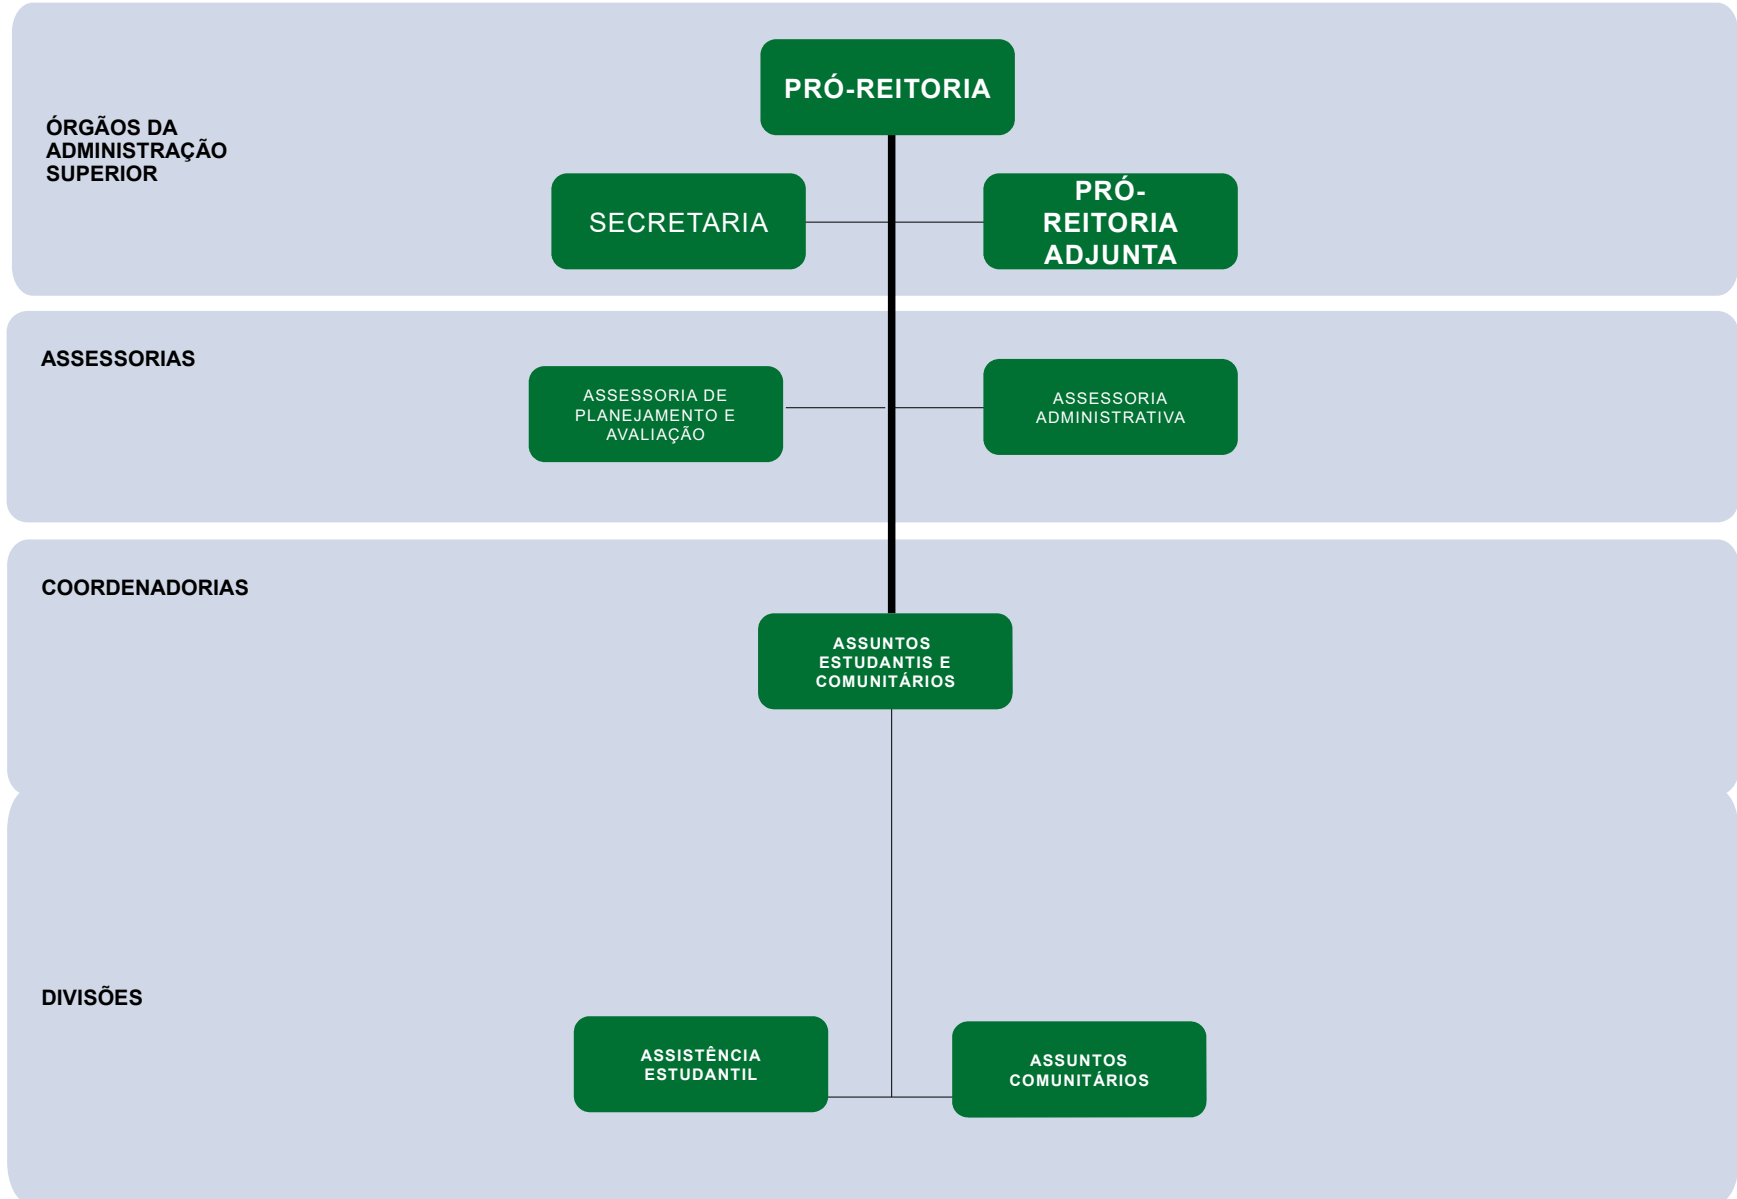 PRÓ-REITORIA
ÓRGÃOS DA
ADMINISTRAÇÃO
SUPERIOR
SECRETARIA
PRÓ-
REITORIA
ADJUNTA
ASSESSORIAS
ASSESSORIA DE
PLANEJAMENTO E
AVALIAÇÃO
ASSESSORIA
ADMINISTRATIVA
COORDENADORIAS
ASSUNTOS
ESTUDANTIS E
COMUNITÁRIOS
DIVISÕES
ASSISTÊNCIA
ESTUDANTIL
ASSUNTOS
COMUNITÁRIOS